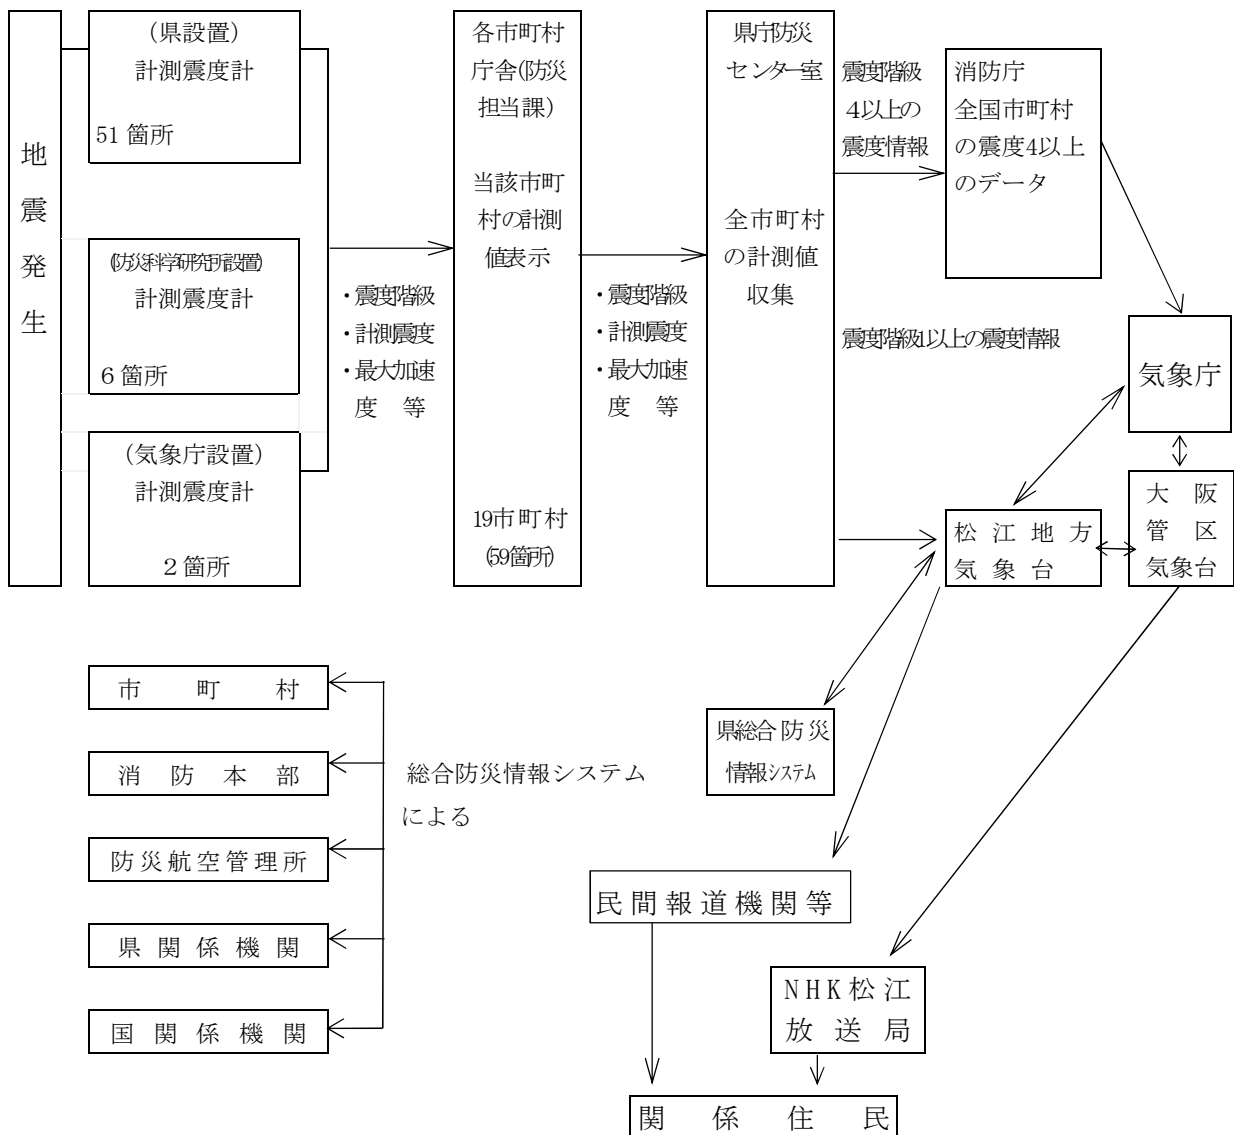 地震発生
(県設置)
計測震度計
51箇所
(防災科学研究所設置)
計測震度計
6箇所
(気象庁設置)
計測震度計
2箇所
・震度階級
・計測震度
・最大加速
度 等
各市町村
庁舎(防災
担当課)
当該市町
村の計測
値表示
19市町村
(59箇所)
・震度階級
・計測震度
・最大加速
度 等
県庁防災
センター室
全市町村
の計測値
収集
震度階級
4以上の
震度情報
消防庁
全国市町村
の震度4以上
のデータ
震度階級1以上の震度情報
気象庁
松江地方
気象台
大阪
管区
気象台
県総合防災
情報システム
市町村
消防本部
防災航空管理所
県関係機関
国関係機関
総合防災情報システム
による
民間報道機関等
NHK松江
放送局
関係住民